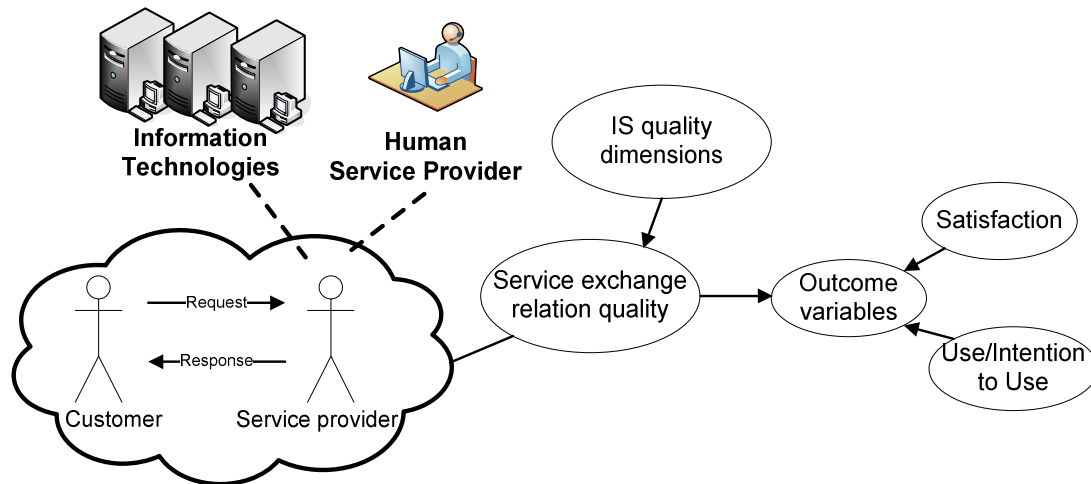 Information
Technologies
Human
Service Provider
IS quality
dimensions
Satisfaction
Service exchange
relation quality
Outcome
variables
Use/Intention
to Use
Request
Response
Customer
Service provider